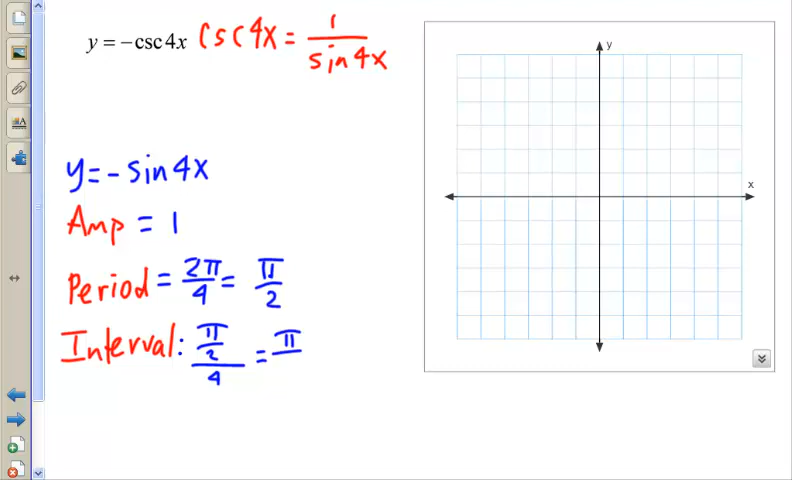 y = -csc 4x csc 4x = 1/sin 4x
y = - sin 4x
Amp = 1
Period = 2π/4 = π/2
Interval: π/2/4 = π
y
x